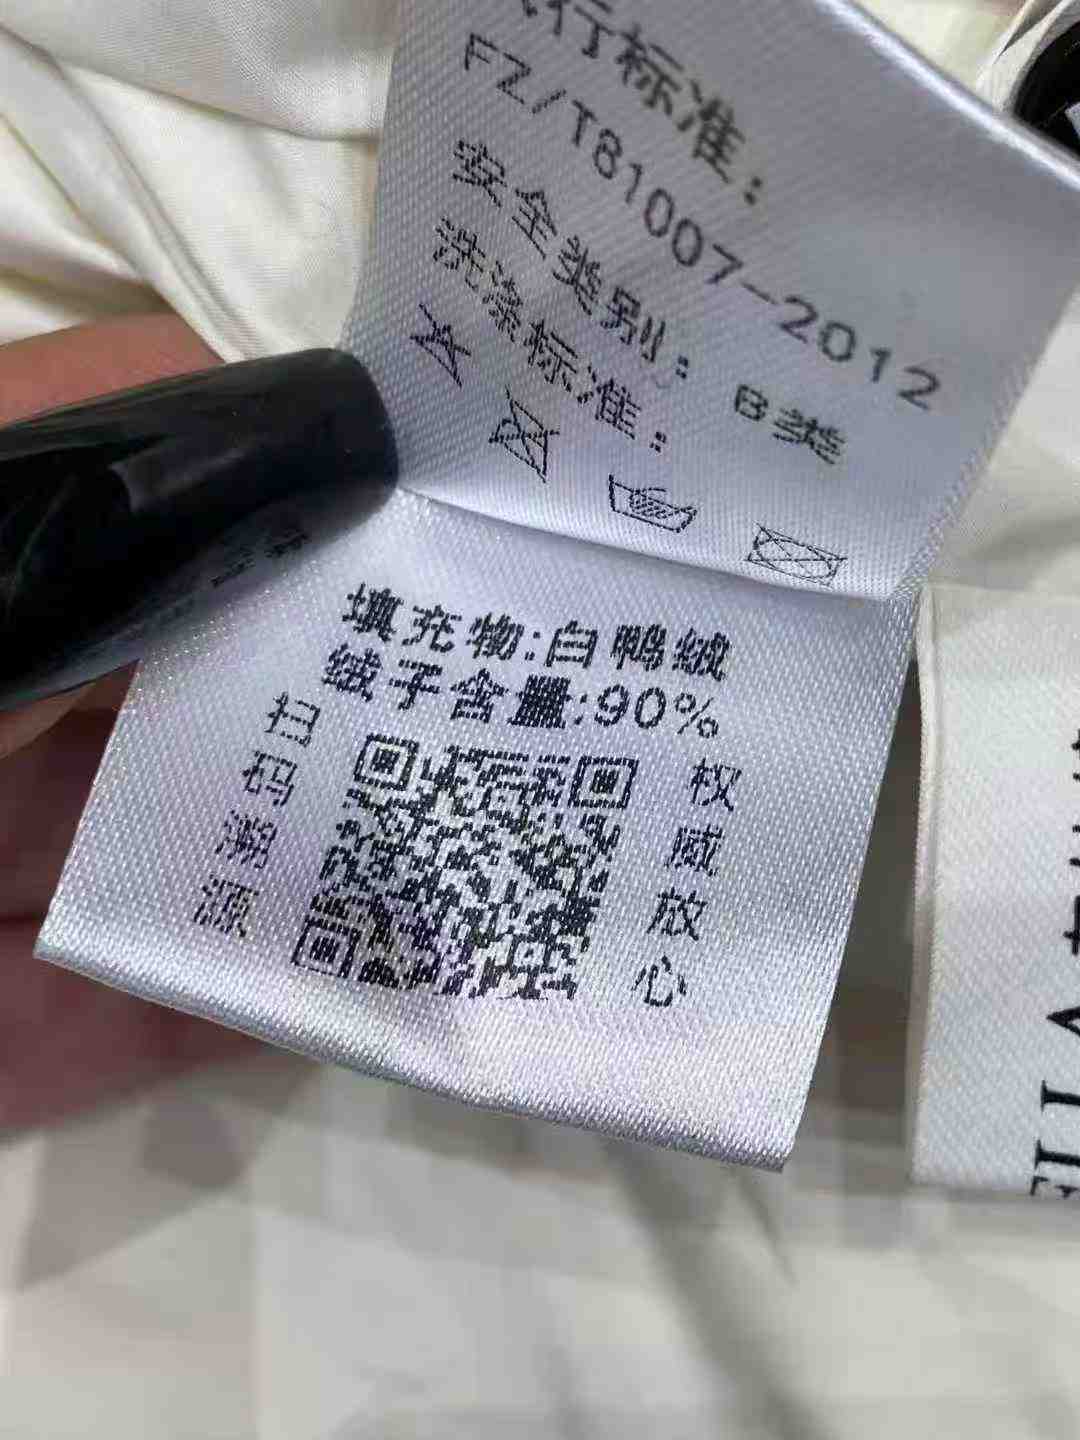 行标准：
FZ/T81007-2012
安全类别：B类
洗涤标准：
填充物:白鸭绒
绒子含量:90%
扫码溯源
权威放心